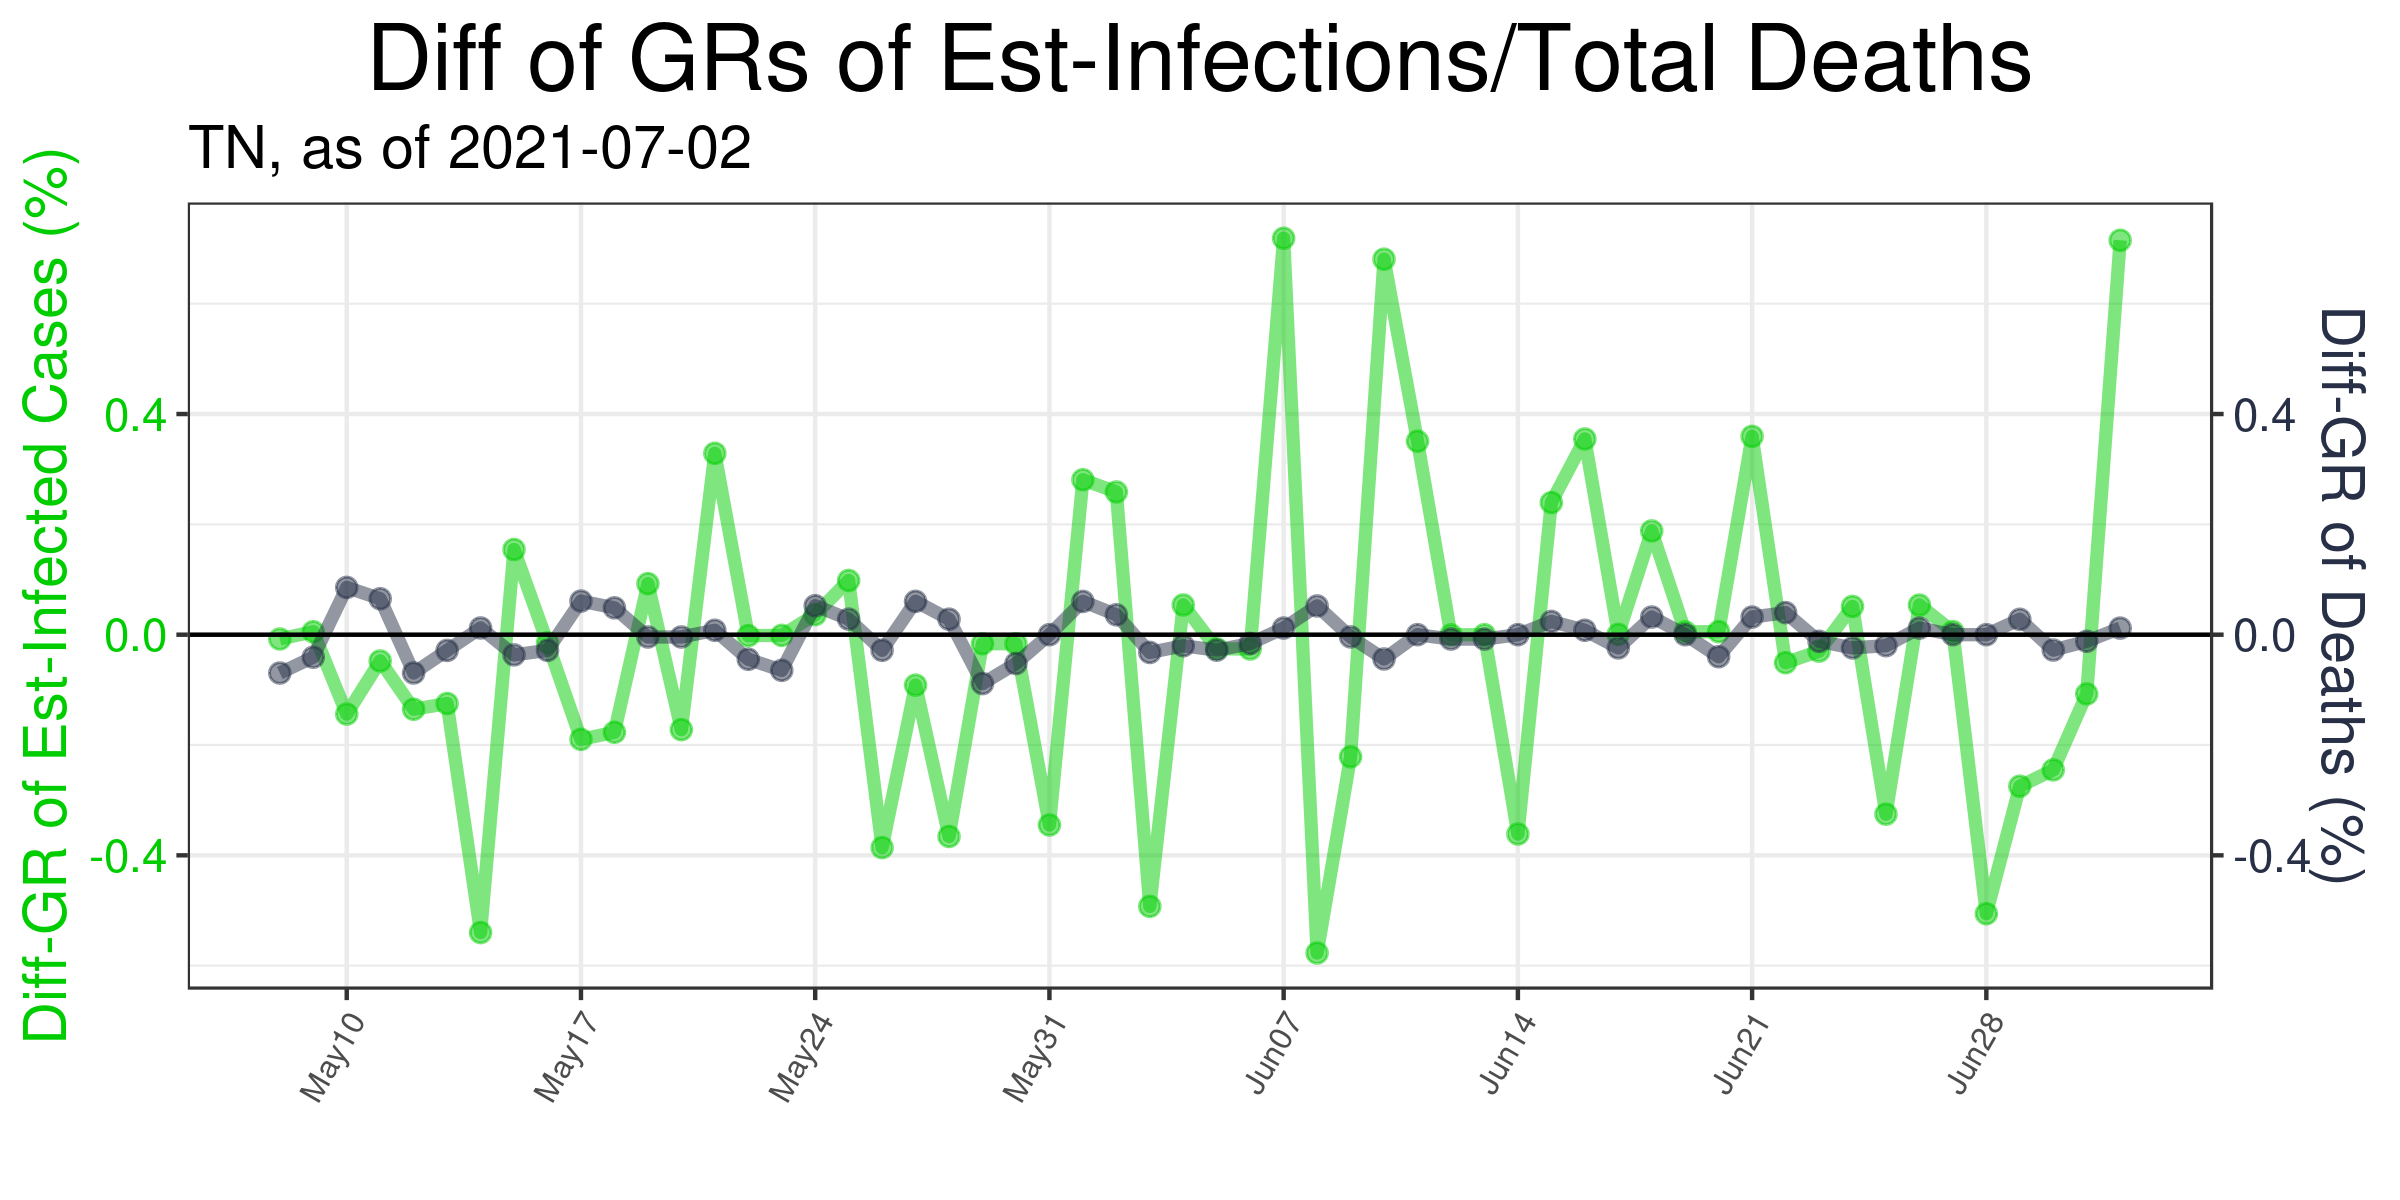 Diff of GRs of Est-Infections/Total Deaths
TN, as of 2021-07-02
Diff-GR of Est-Infected Cases (%)
0.4
0.0
-0.4
0.4
0.0
-0.4
Diff-GR of Deaths (%)
May10
May17
May24
May31
Jun07
Jun14
Jun21
Jun28